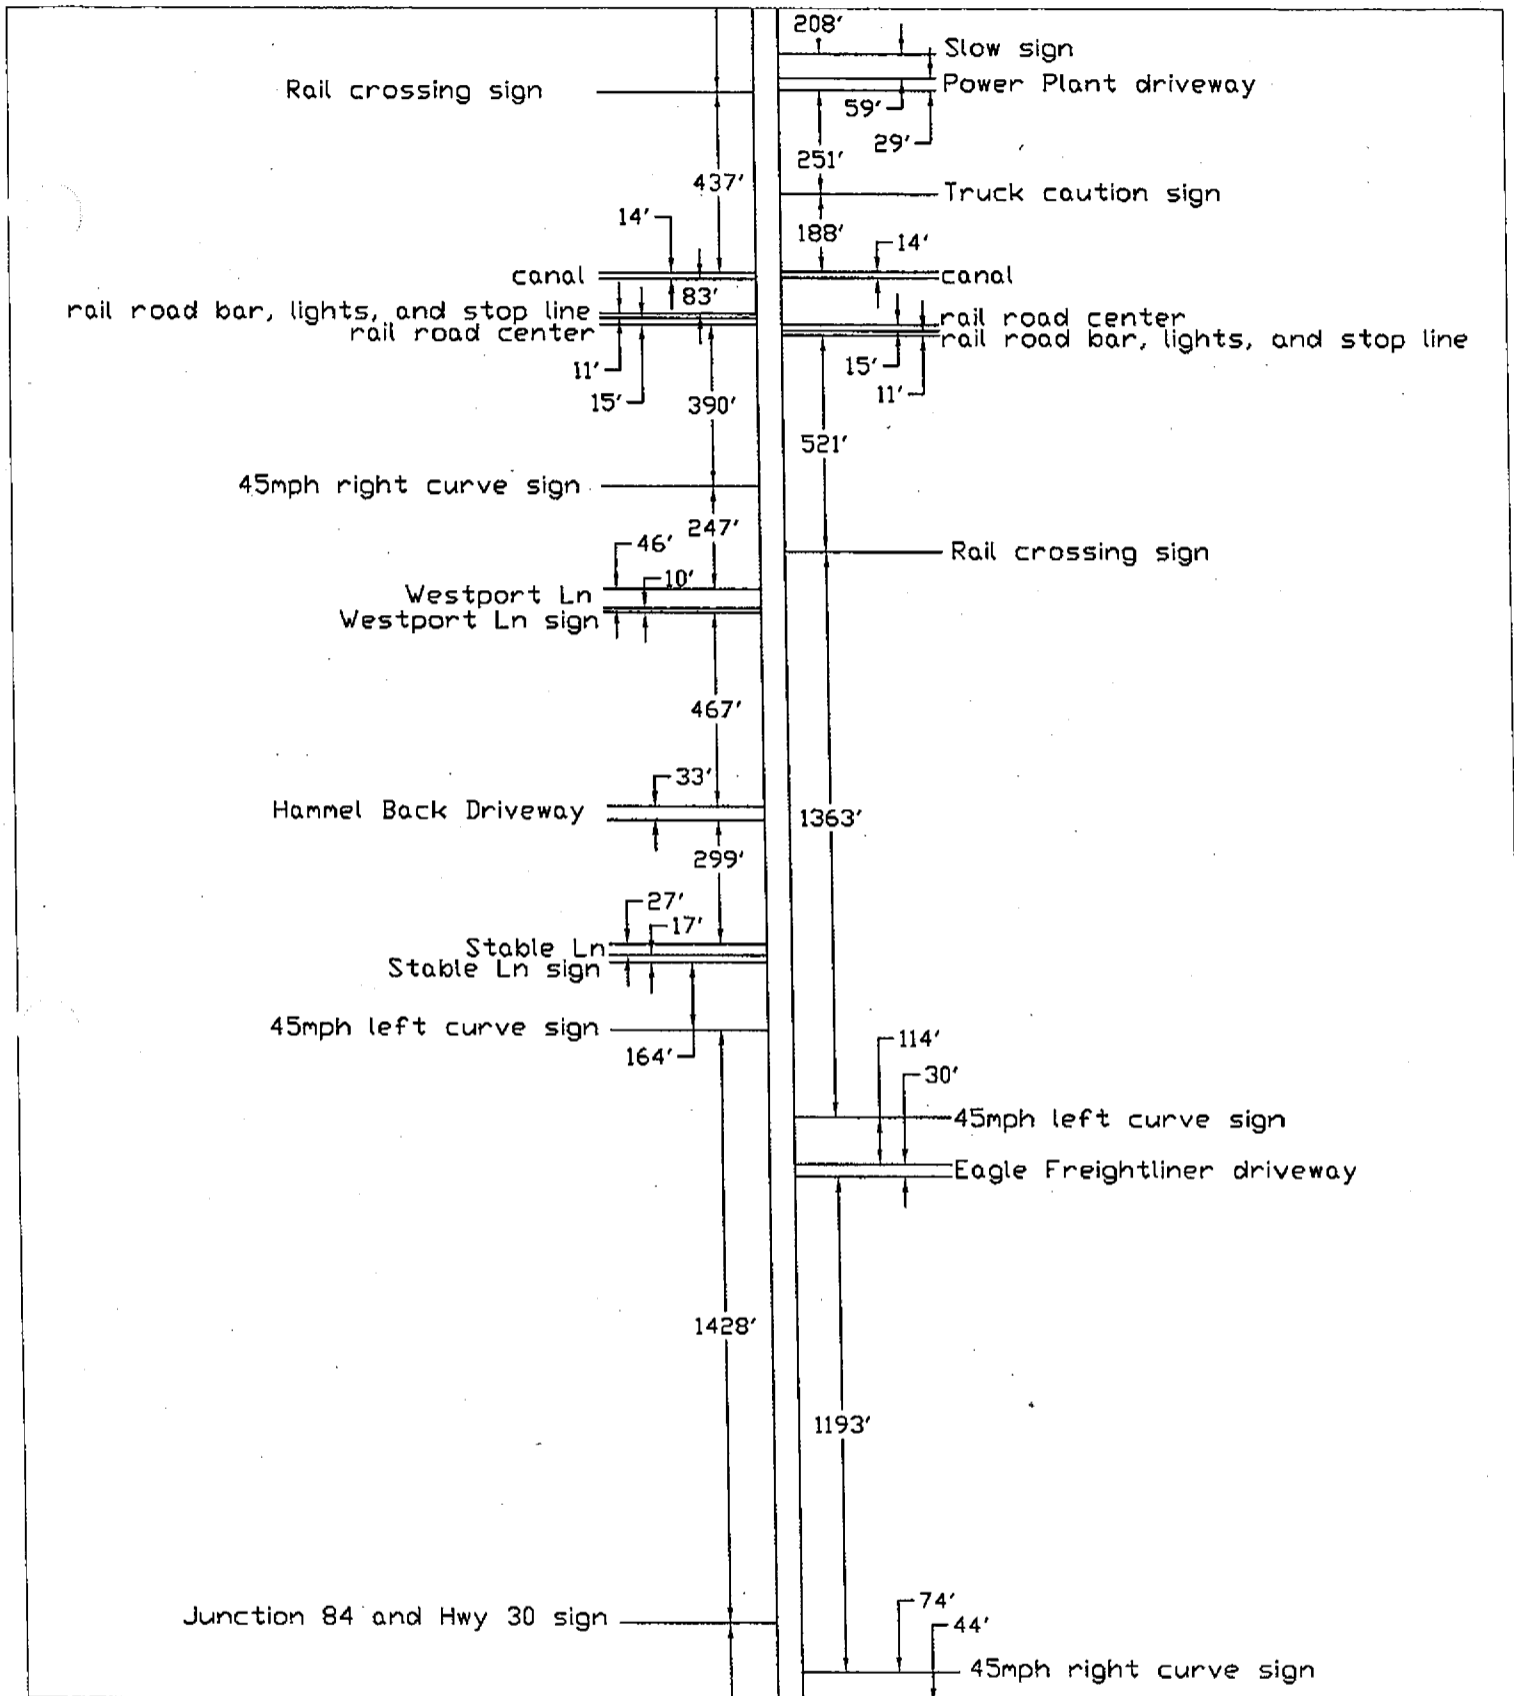 208'
Slow sign
Rail crossing sign
Power Plant driveway
59'
29'
251'
437'
Truck caution sign
14'
188'
14'
canal
canal
83'
rail road bar, lights, and stop line
rail road center
rail road center
rail road bar, lights, and stop line
11'
15'
15'
390'
11'
521'
45mph right curve sign
247'
46'
Rail crossing sign
10'
Westport Ln
Westport Ln sign
467'
33'
Hammel Back Driveway
1363'
299'
27'
17'
Stable Ln
Stable Ln sign
45mph left curve sign
114'
164'
30'
45mph left curve sign
Eagle Freightliner driveway
1428'
1193'
74'
Junction 84 and Hwy 30 sign
44'
45mph right curve sign